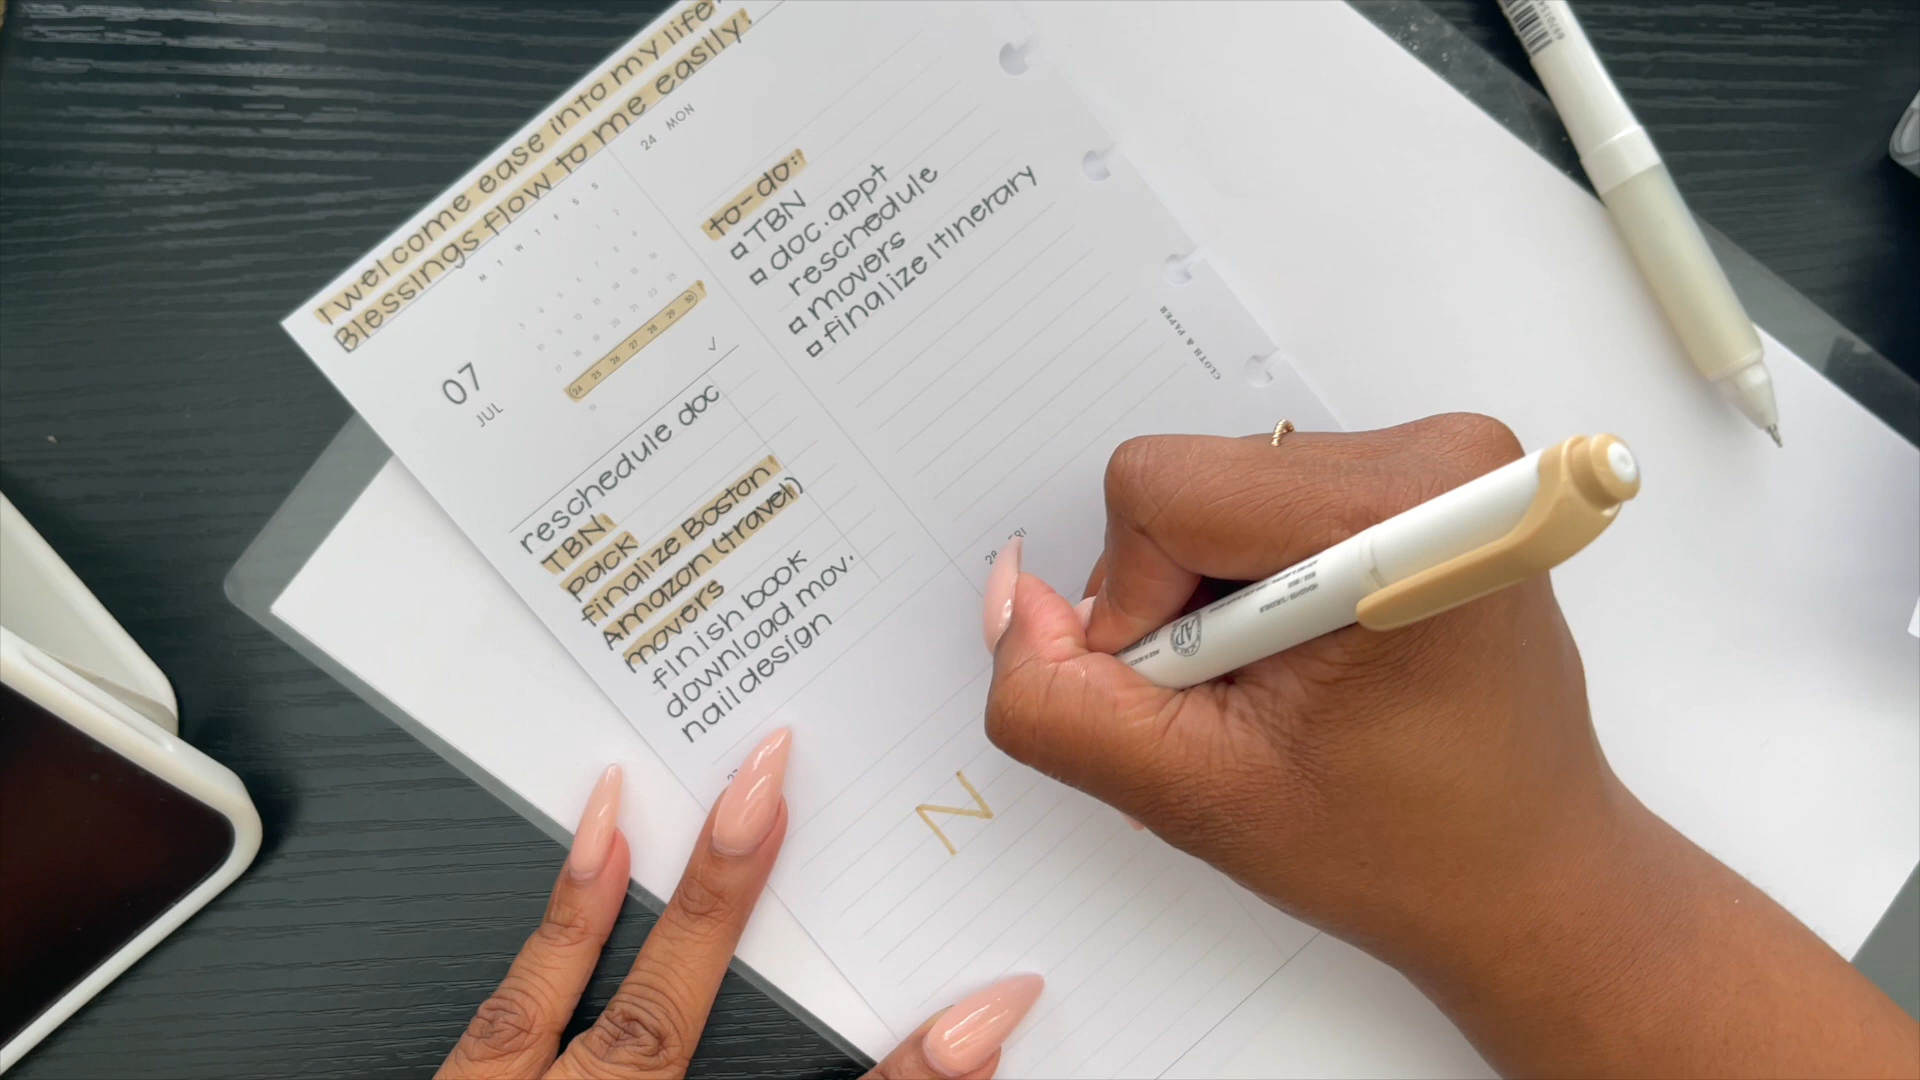 I welcome ease into my life.
Blessings flow to me easily.
M T W T F S S
24 25 26 27 28 29 30
07
JUL
✓
reschedule doc
TBN
pack
finalize Boston
Amazon (travel)
movers
finish book
download mov.
nail design
24 MON
to-do:
TBN
doc. appt
reschedule
movers
finalize itinerary
CLOTH & PAPER
28 FRI
27
N
AP